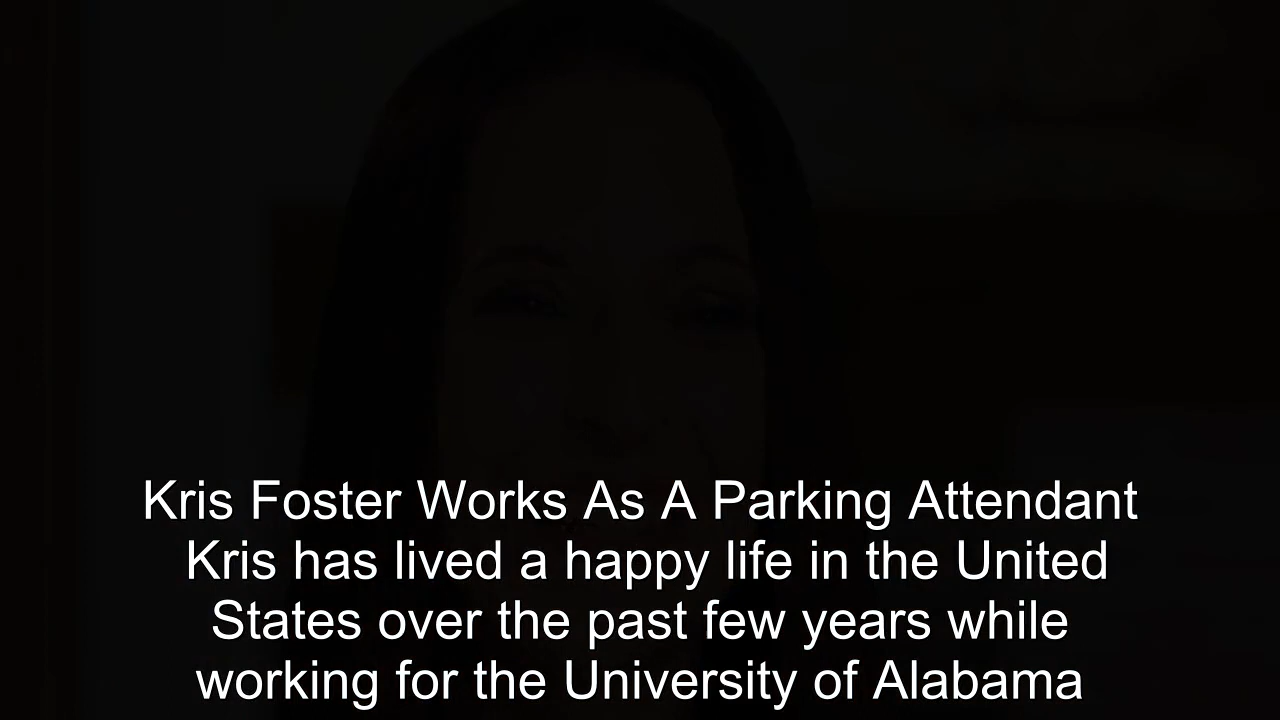 Kris Foster Works As A Parking Attendant
Kris has lived a happy life in the United
States over the past few years while
working for the University of Alabama